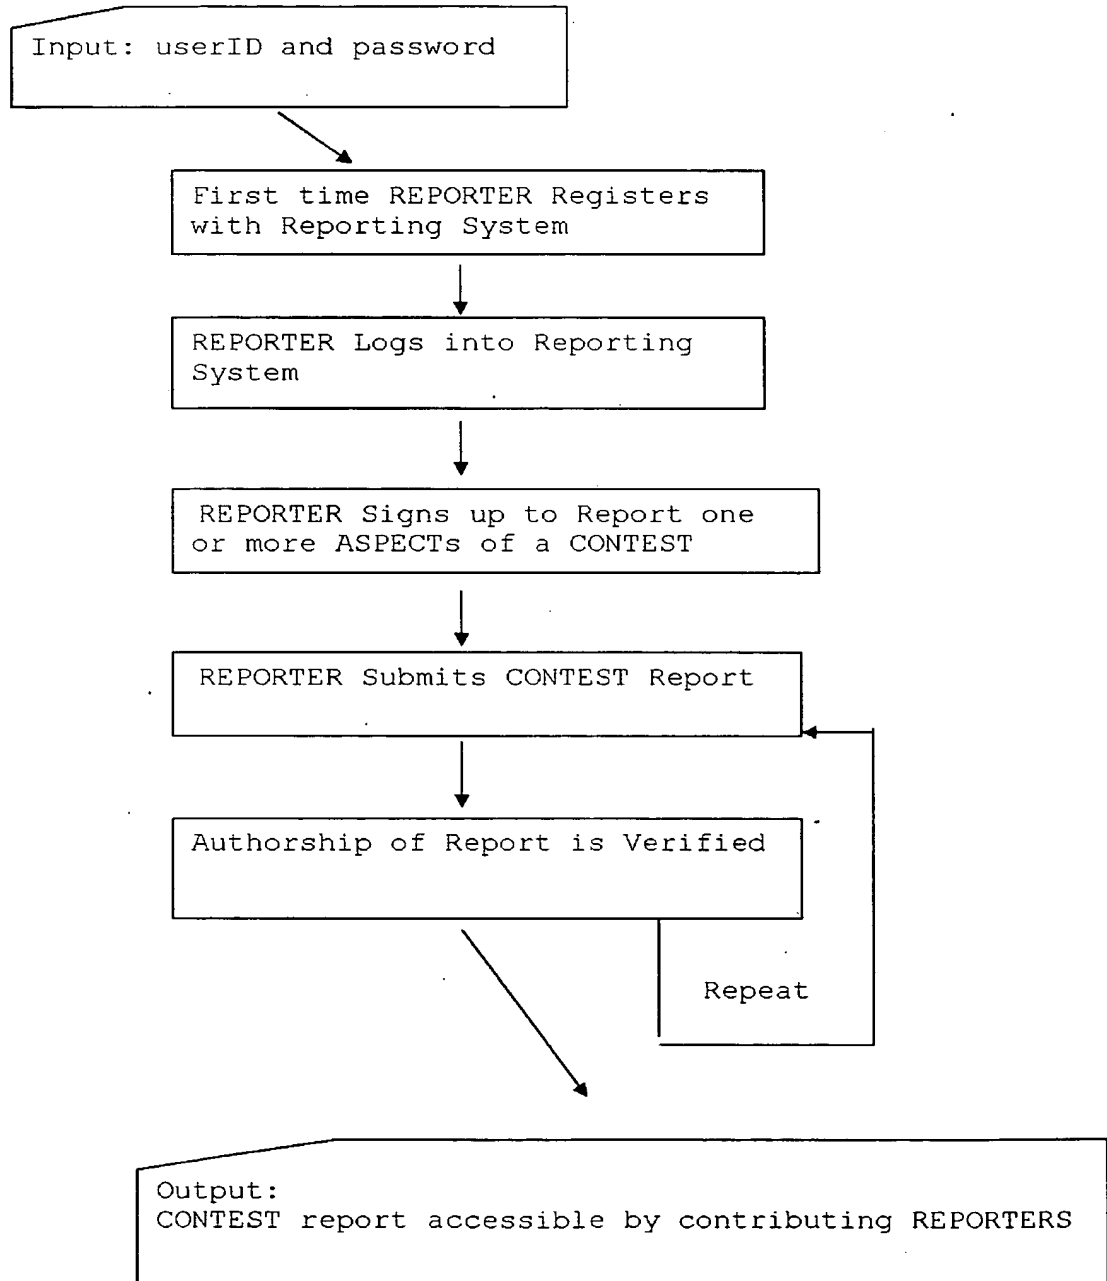 Input: userID and password
First time REPORTER Registers
with Reporting System
REPORTER Logs into Reporting
System
REPORTER Signs up to Report one
or more ASPECTs of a CONTEST
REPORTER Submits CONTEST Report
Authorship of Report is Verified
Repeat
Output:
CONTEST report accessible by contributing REPORTERS